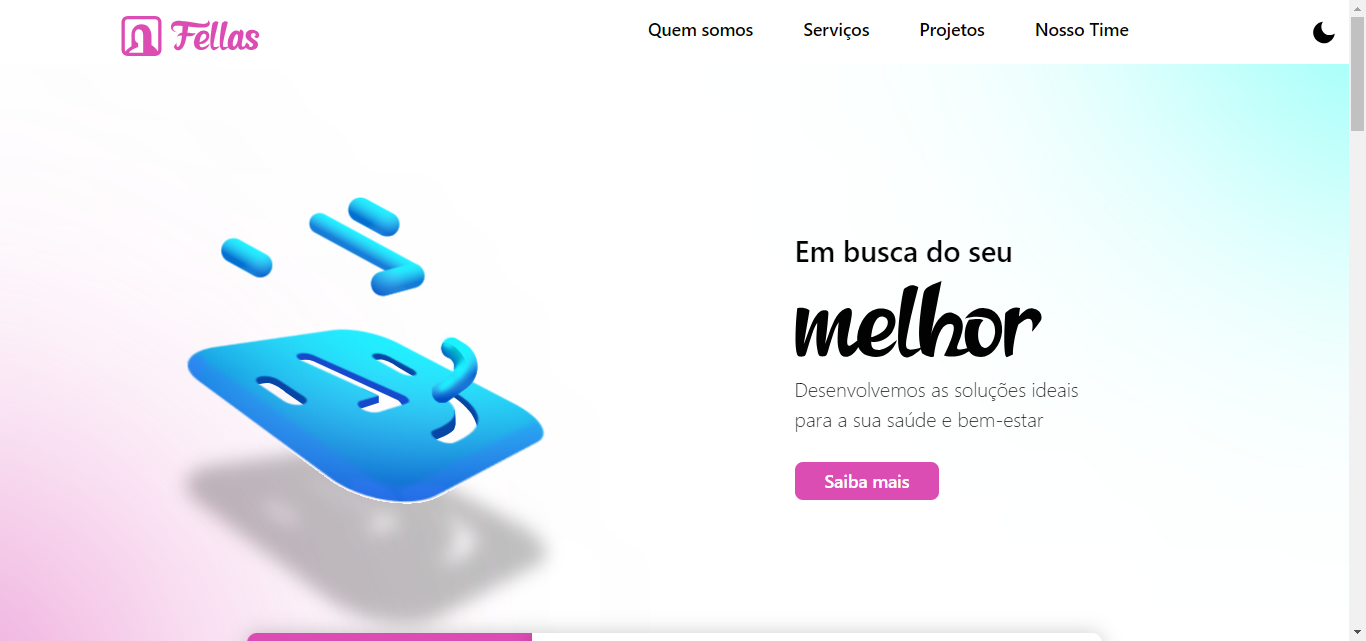 Fellas
Quem somos
Serviços
Projetos
Nosso Time
Em busca do seu
melhor
Desenvolvemos as soluções ideais
para a sua saúde e bem-estar
Saiba mais